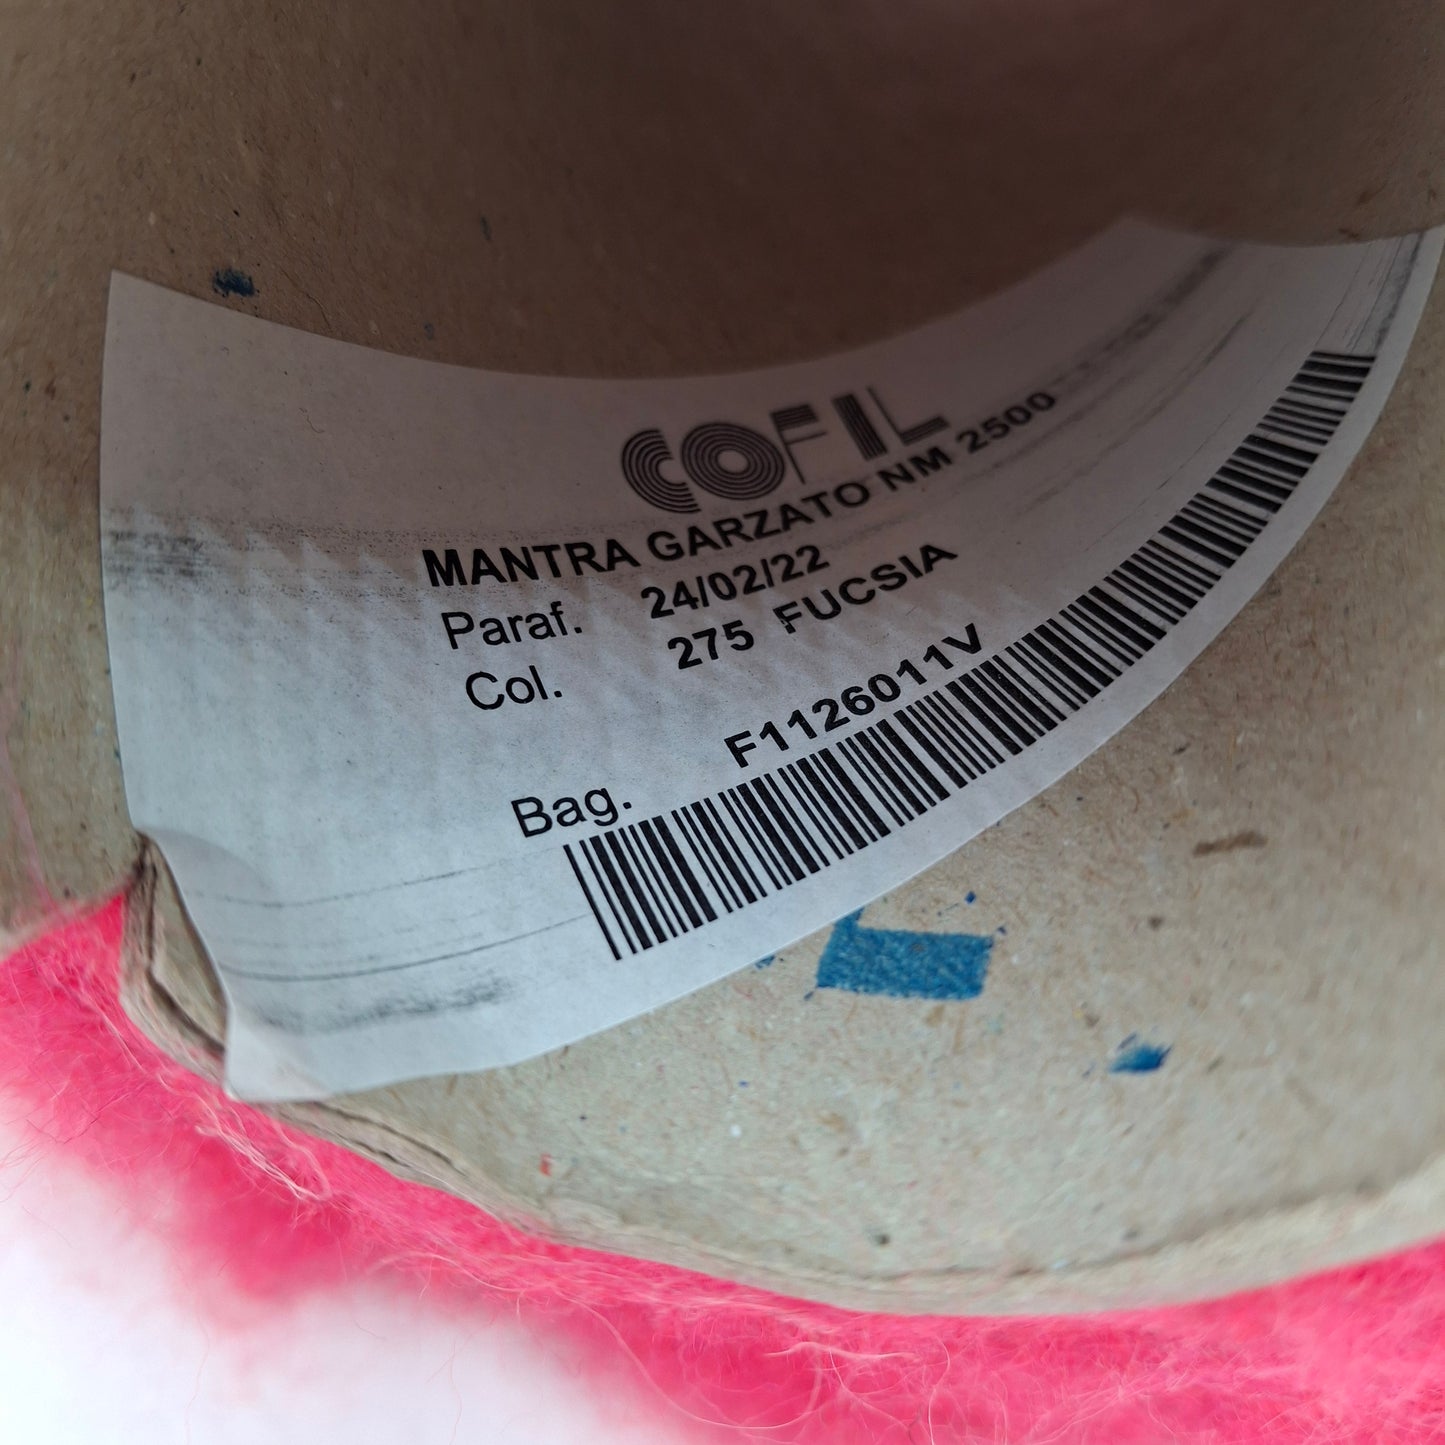 COFIL
MANTRA GARZATO NM 2500
Paraf. 24/02/22
Col. 275 FUCSIA
Bag. F1126011V